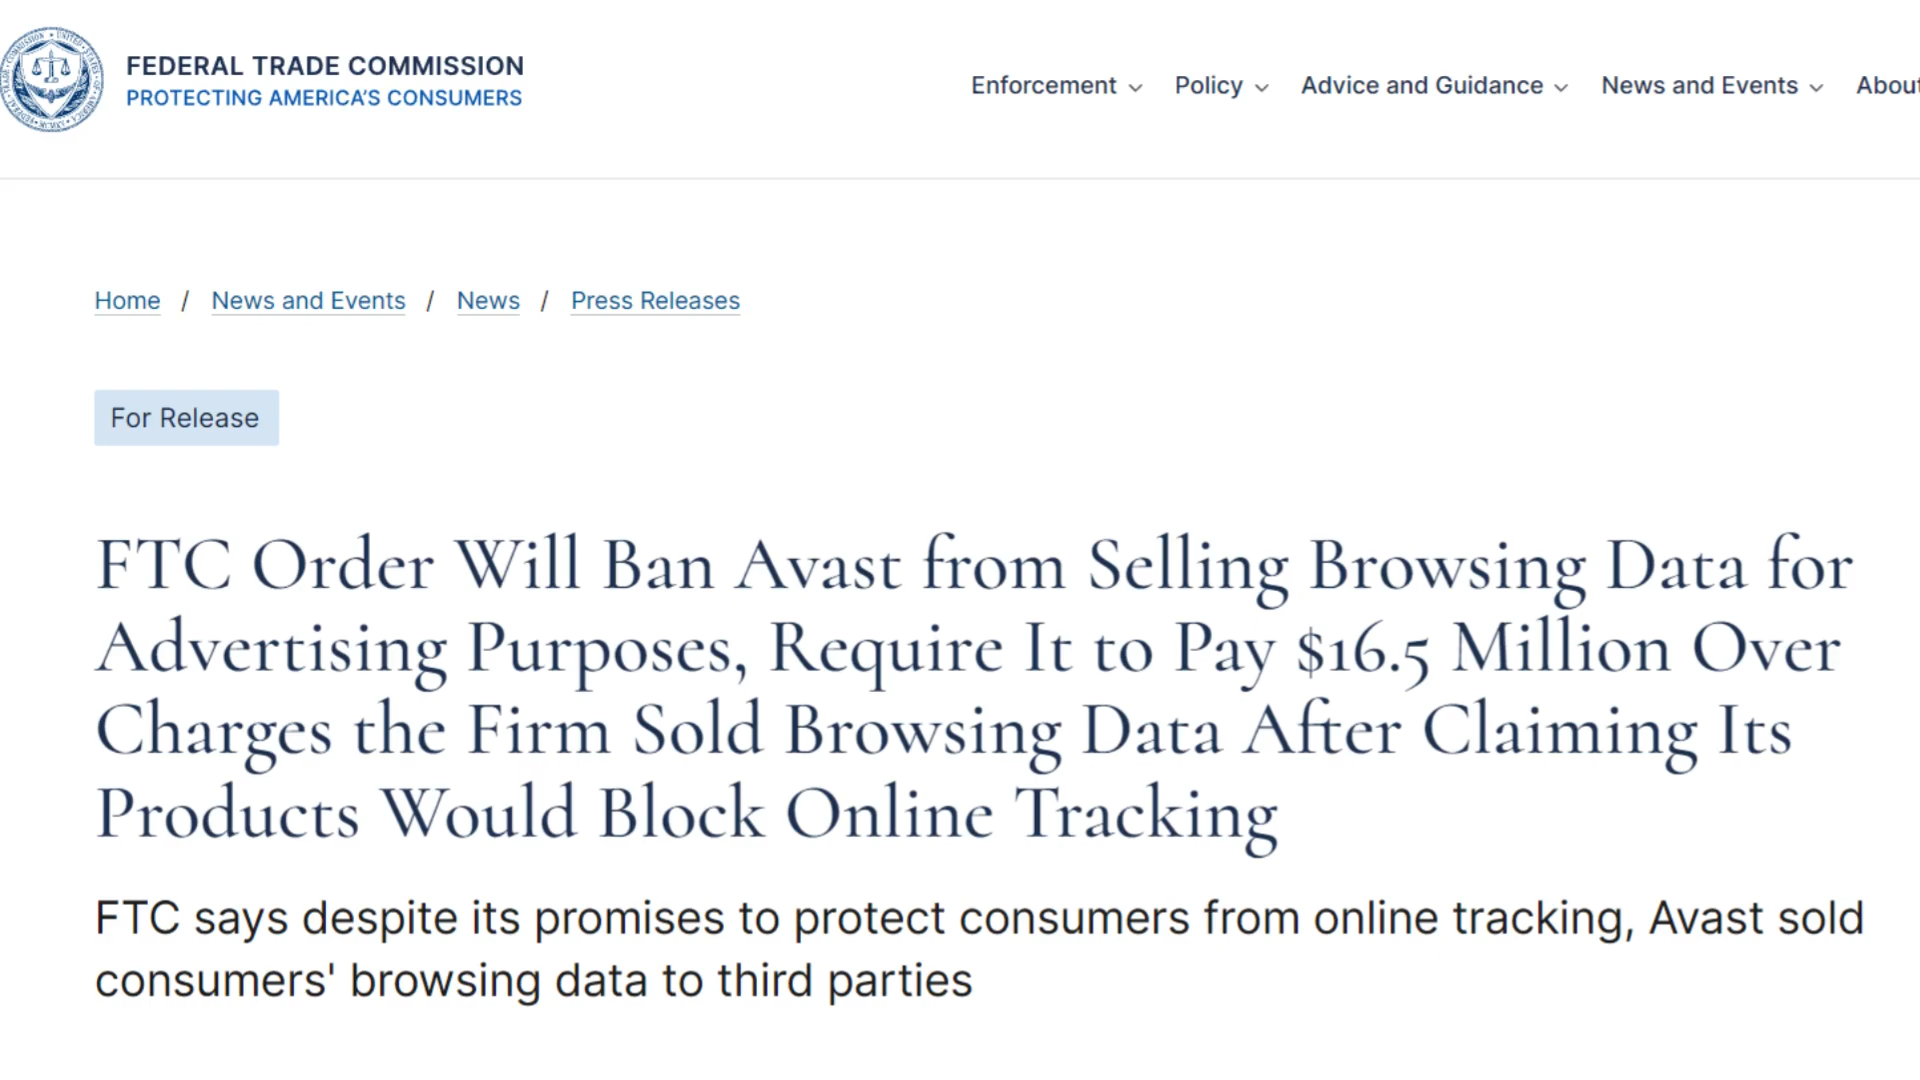 FEDERAL TRADE COMMISSION
PROTECTING AMERICA'S CONSUMERS
Enforcement Policy Advice and Guidance News and Events About
Home / News and Events / News / Press Releases
For Release
FTC Order Will Ban Avast from Selling Browsing Data for
Advertising Purposes, Require It to Pay $16.5 Million Over
Charges the Firm Sold Browsing Data After Claiming Its
Products Would Block Online Tracking
FTC says despite its promises to protect consumers from online tracking, Avast sold
consumers' browsing data to third parties